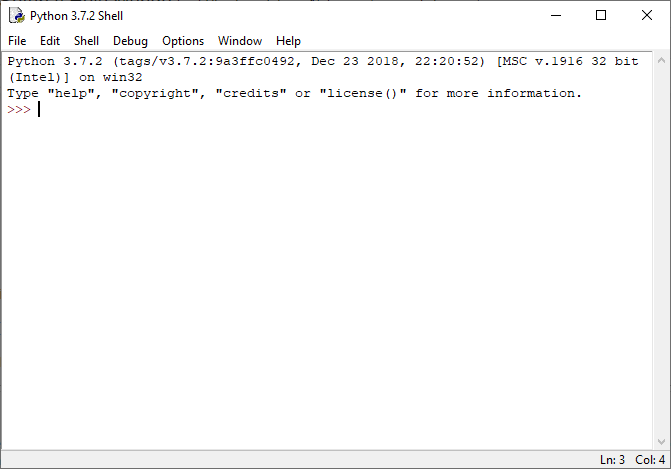 Python 3.7.2 Shell
File Edit Shell Debug Options Window Help
Python 3.7.2 (tags/v3.7.2:9a3ffc0492, Dec 23 2018, 22:20:52) [MSC v.1916 32 bit
(Intel)] on win32
Type "help", "copyright", "credits" or "license()" for more information.
>>>
Ln: 3 Col: 4